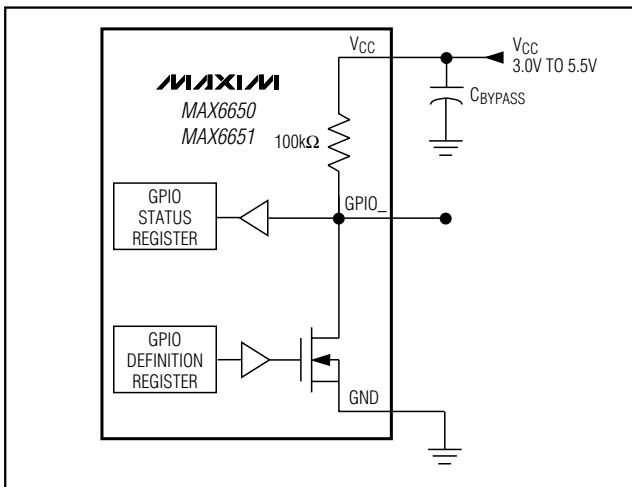 VCC
VCC
3.0V TO 5.5V
CBYPASS
MAXIM
MAX6650
MAX6651
100kΩ
GPIO
STATUS
REGISTER
GPIO_
GPIO
DEFINITION
REGISTER
GND